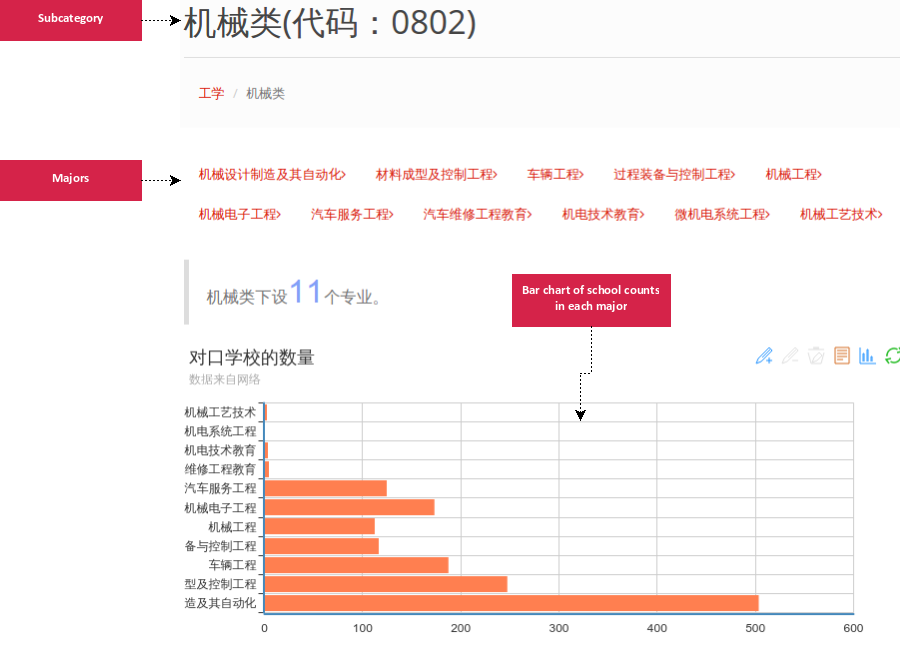 Subcategory
机械类(代码：0802)
工学 / 机械类
Majors
机械设计制造及其自动化> 材料成型及控制工程> 车辆工程> 过程装备与控制工程> 机械工程>
机械电子工程> 汽车服务工程> 汽车维修工程教育> 机电技术教育> 微机电系统工程> 机械工艺技术>
机械类下设11个专业。
Bar chart of school counts
in each major
对口学校的数量
数据来自网络
机械工艺技术
机电系统工程
机电技术教育
维修工程教育
汽车服务工程
机械电子工程
机械工程
备与控制工程
车辆工程
型及控制工程
造及其自动化
0 100 200 300 400 500 600